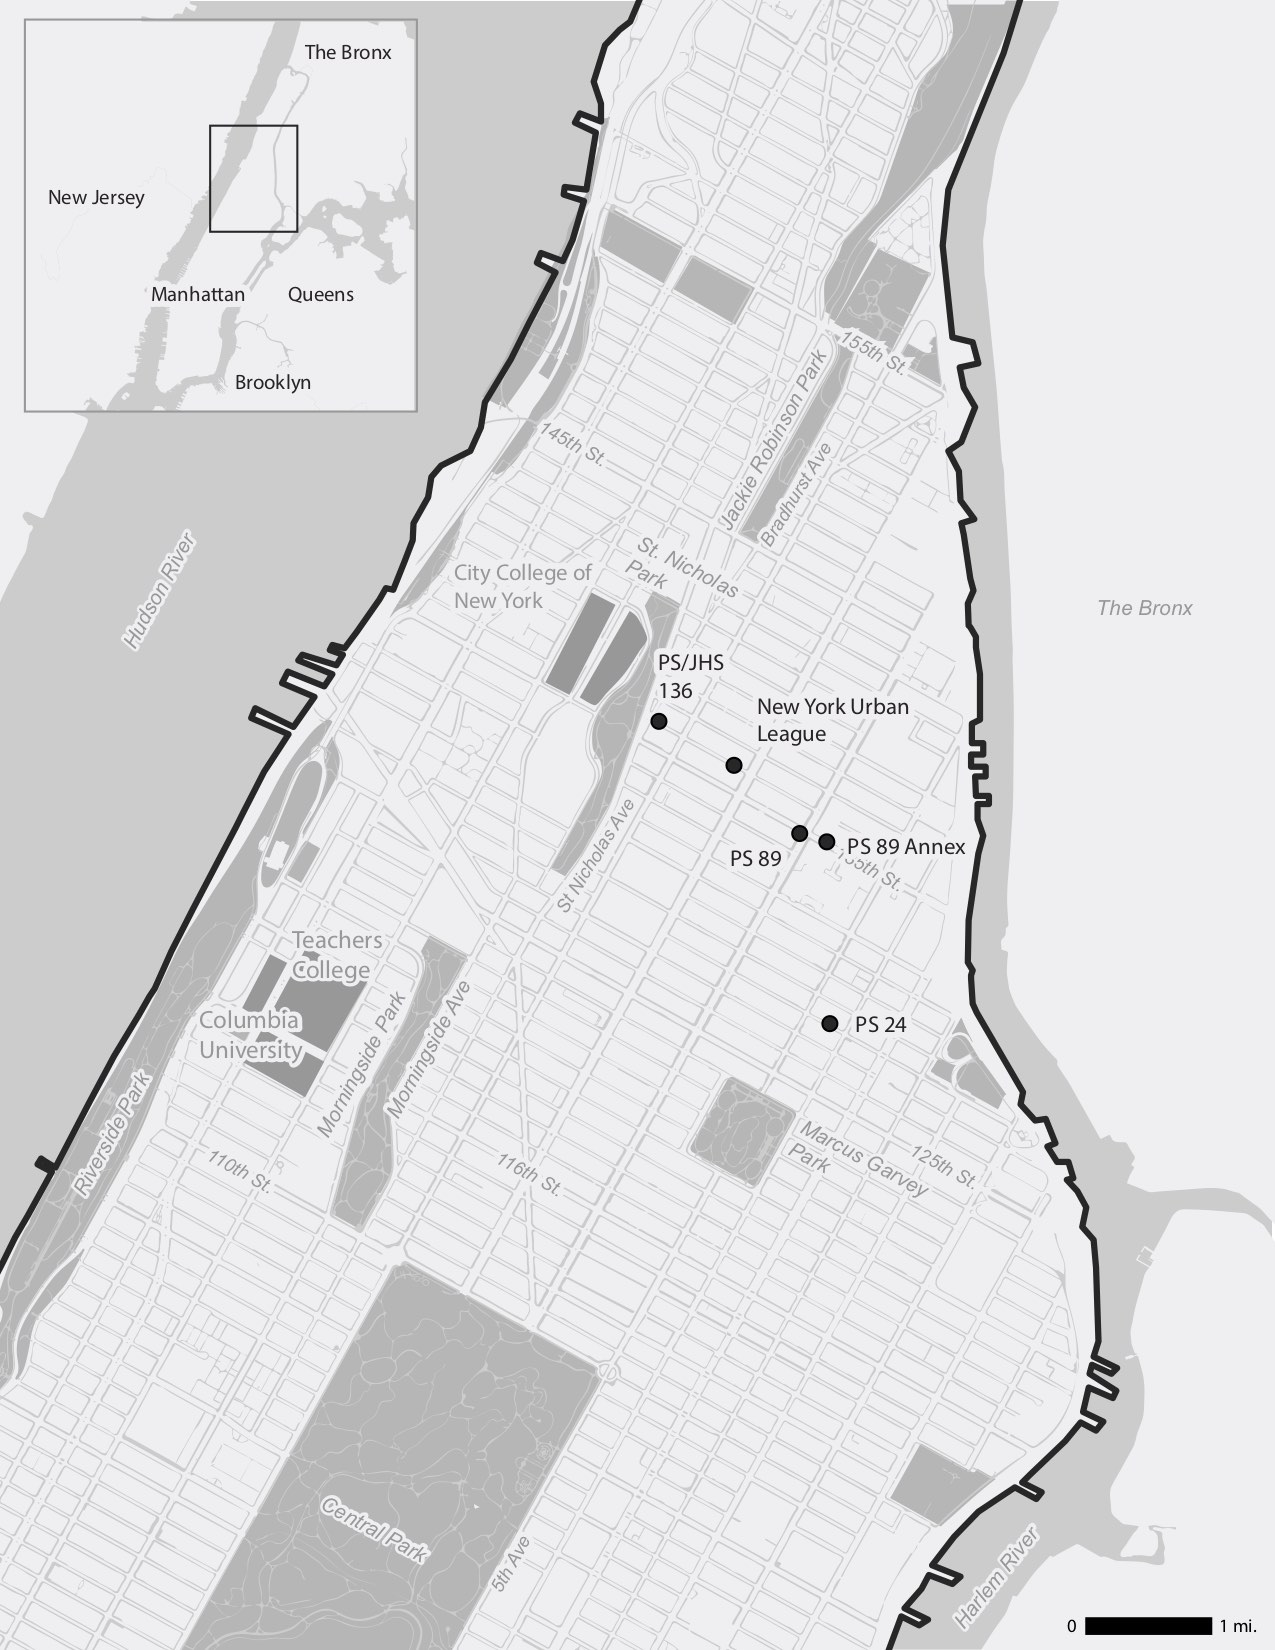 The Bronx
New Jersey
Manhattan
Queens
Brooklyn
Hudson River
155th St.
Jackie Robinson Park
Bradhurst Ave
145th St.
St. Nicholas
Park
City College of
New York
The Bronx
PS/JHS
136
New York Urban
League
PS 89
PS 89 Annex
135th St.
St Nicholas Ave
Teachers
College
Columbia
University
Morningside Park
Morningside Ave
PS 24
Riverside Park
110th St.
116th St.
Marcus Garvey
Park
125th St.
Central Park
5th Ave
Harlem River
0 1 mi.